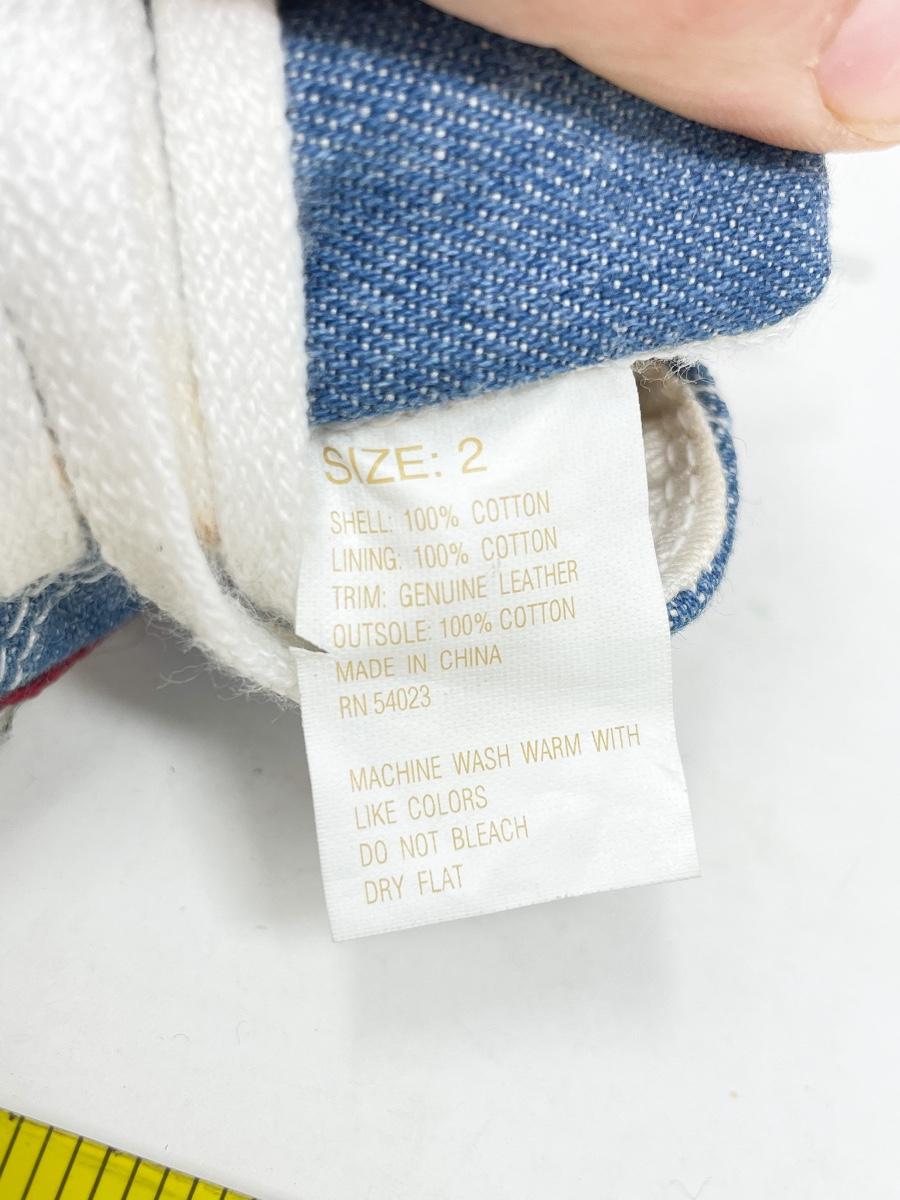 SIZE: 2
SHELL: 100% COTTON
LINING: 100% COTTON
TRIM: GENUINE LEATHER
OUTSOLE: 100% COTTON
MADE IN CHINA
RN 54023
MACHINE WASH WARM WITH
LIKE COLORS
DO NOT BLEACH
DRY FLAT